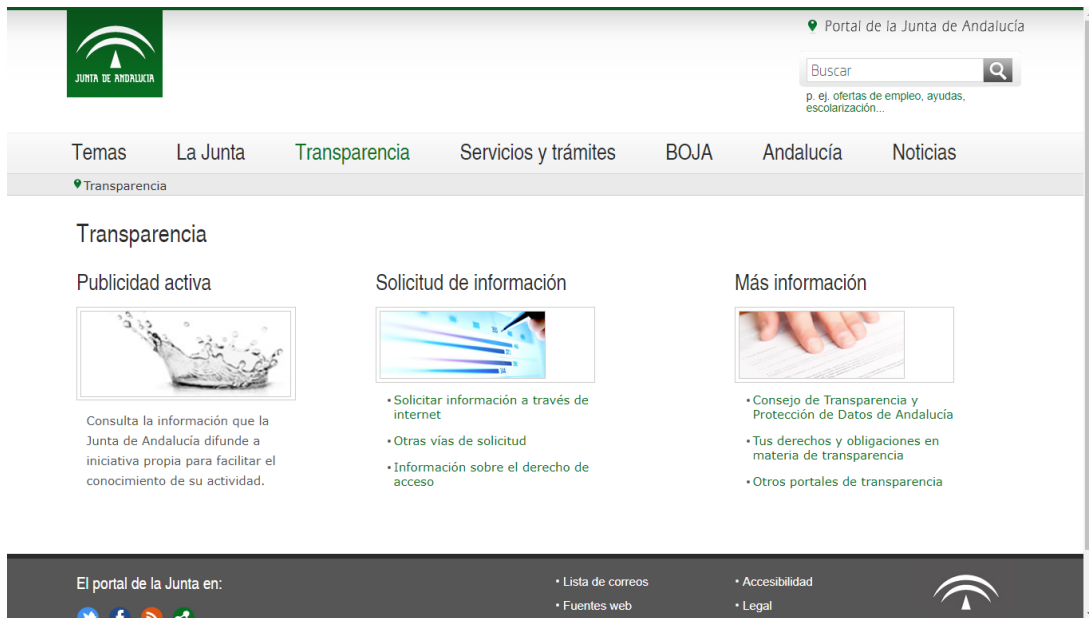 Portal de la Junta de Andalucía
JUNTA DE ANDALUCIA
Buscar
p. ej. ofertas de empleo, ayudas,
escolarización...
Temas La Junta Transparencia Servicios y trámites BOJA Andalucía Noticias
Transparencia
Transparencia
Publicidad activa
Consulta la información que la
Junta de Andalucía difunde a
iniciativa propia para facilitar el
conocimiento de su actividad.
Solicitud de información
• Solicitar información a través de
internet
• Otras vías de solicitud
• Información sobre el derecho de
acceso
Más información
• Consejo de Transparencia y
Protección de Datos de Andalucía
• Tus derechos y obligaciones en
materia de transparencia
• Otros portales de transparencia
El portal de la Junta en:
• Lista de correos
• Fuentes web
• Accesibilidad
• Legal